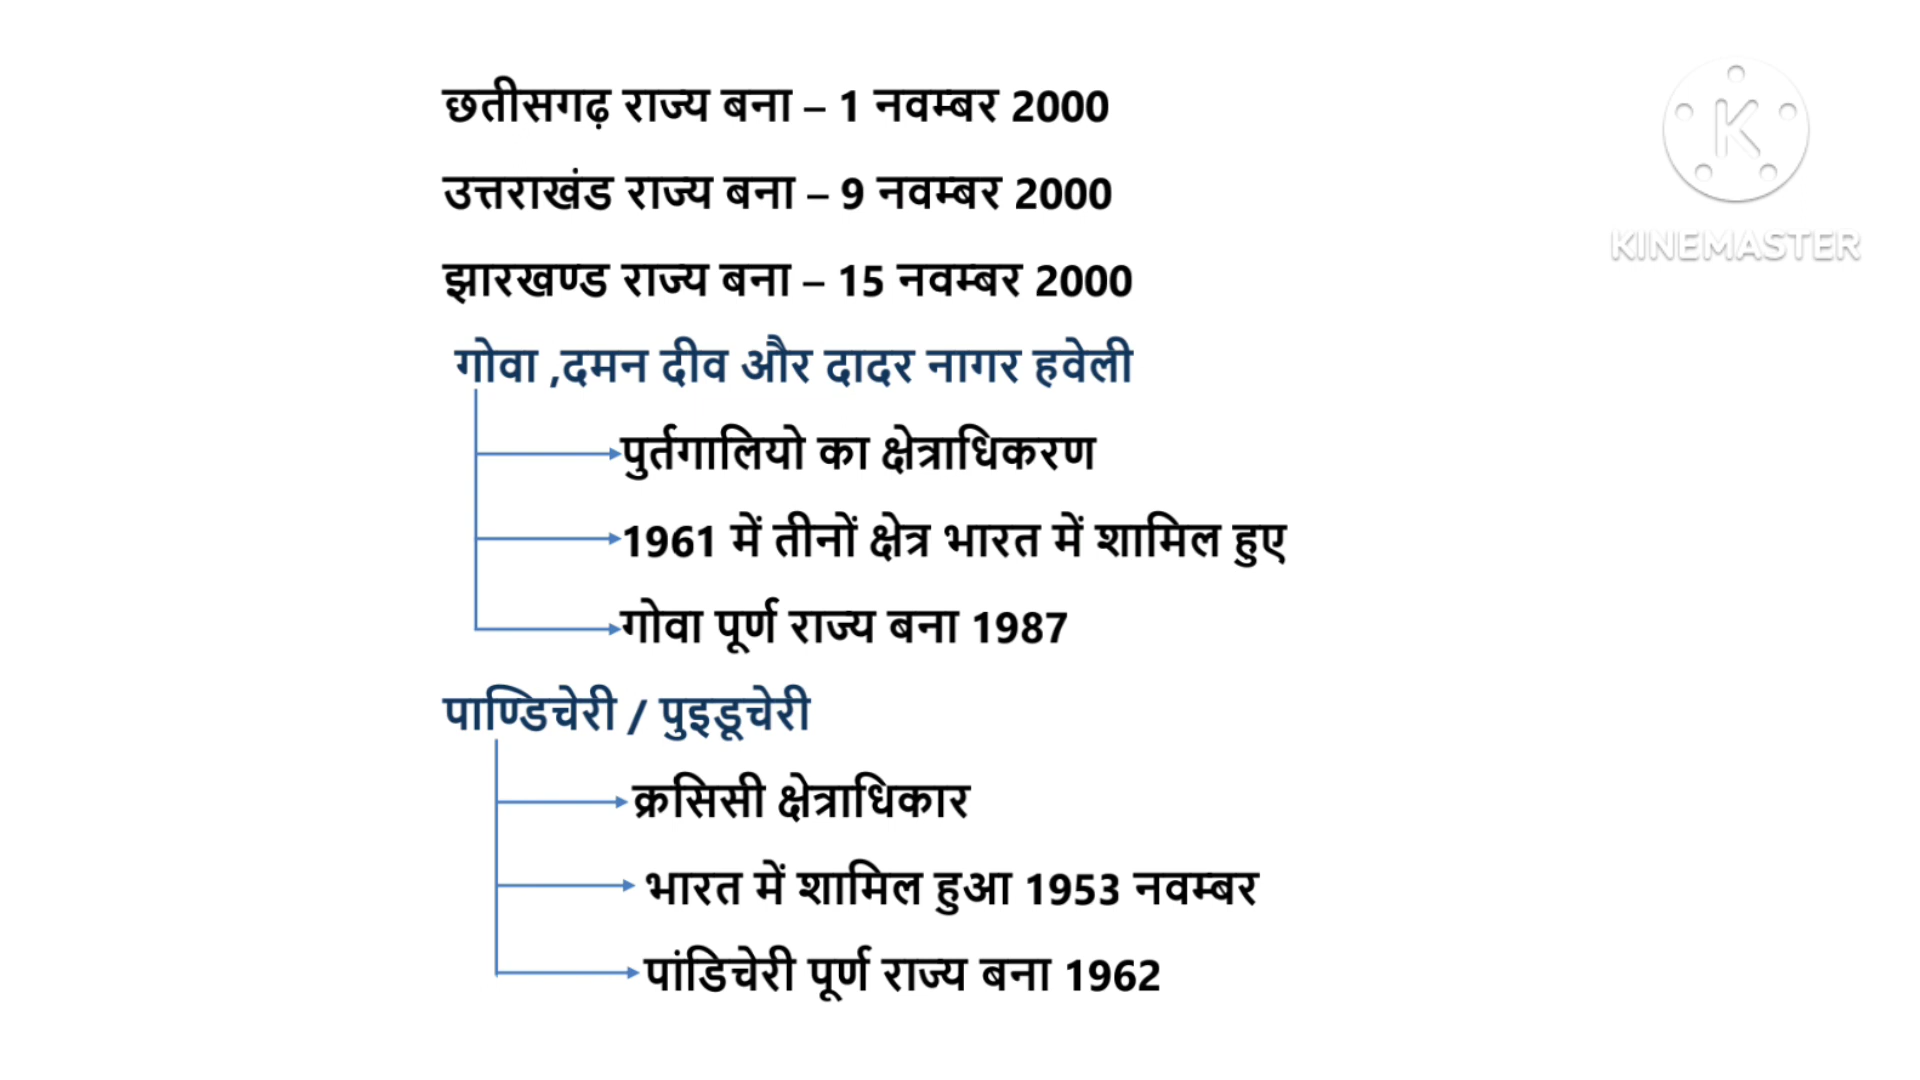 छतीसगढ़ राज्य बना – 1 नवम्बर 2000
KINEMASTER
उत्तराखंड राज्य बना – 9 नवम्बर 2000
झारखण्ड राज्य बना – 15 नवम्बर 2000
गोवा ,दमन दीव और दादर नागर हवेली
पुर्तगालियो का क्षेत्राधिकरण
1961 में तीनों क्षेत्र भारत में शामिल हुए
गोवा पूर्ण राज्य बना 1987
पाण्डिचेरी / पुइडूचेरी
क्रसिसी क्षेत्राधिकार
भारत में शामिल हुआ 1953 नवम्बर
पांडिचेरी पूर्ण राज्य बना 1962